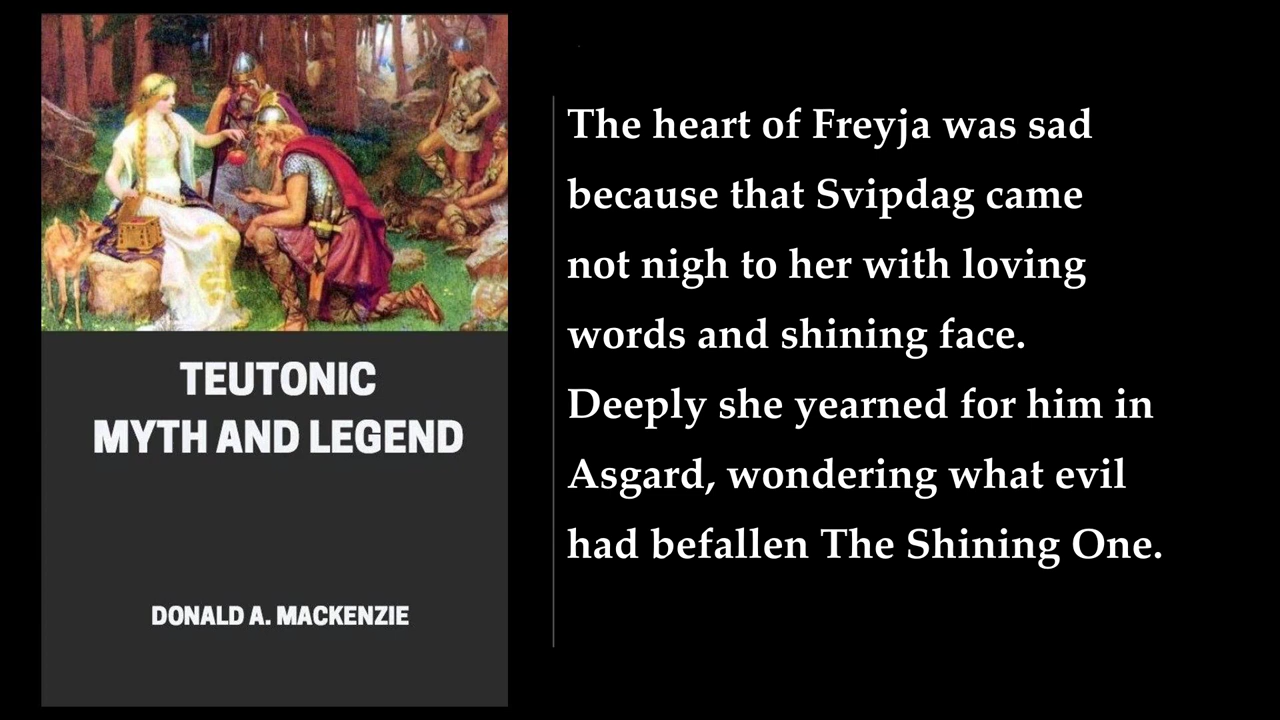 TEUTONIC
MYTH AND LEGEND
DONALD A. MACKENZIE
The heart of Freyja was sad
because that Svipdag came
not nigh to her with loving
words and shining face.
Deeply she yearned for him in
Asgard, wondering what evil
had befallen The Shining One.